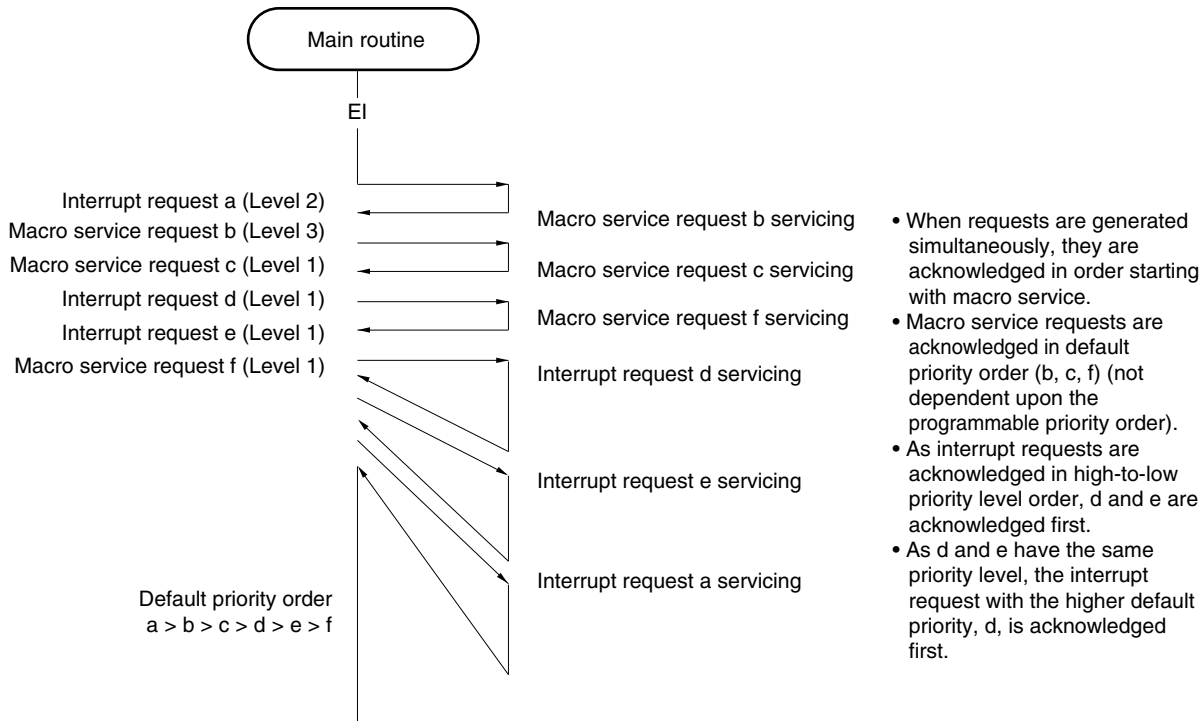 Main routine
EI
Interrupt request a (Level 2)
Macro service request b (Level 3)
Macro service request c (Level 1)
Interrupt request d (Level 1)
Interrupt request e (Level 1)
Macro service request f (Level 1)
Default priority order
a > b > c > d > e > f
Macro service request b servicing
Macro service request c servicing
Macro service request f servicing
Interrupt request d servicing
Interrupt request e servicing
Interrupt request a servicing
• When requests are generated
simultaneously, they are
acknowledged in order starting
with macro service.
• Macro service requests are
acknowledged in default
priority order (b, c, f) (not
dependent upon the
programmable priority order).
• As interrupt requests are
acknowledged in high-to-low
priority level order, d and e are
acknowledged first.
• As d and e have the same
priority level, the interrupt
request with the higher default
priority, d, is acknowledged
first.